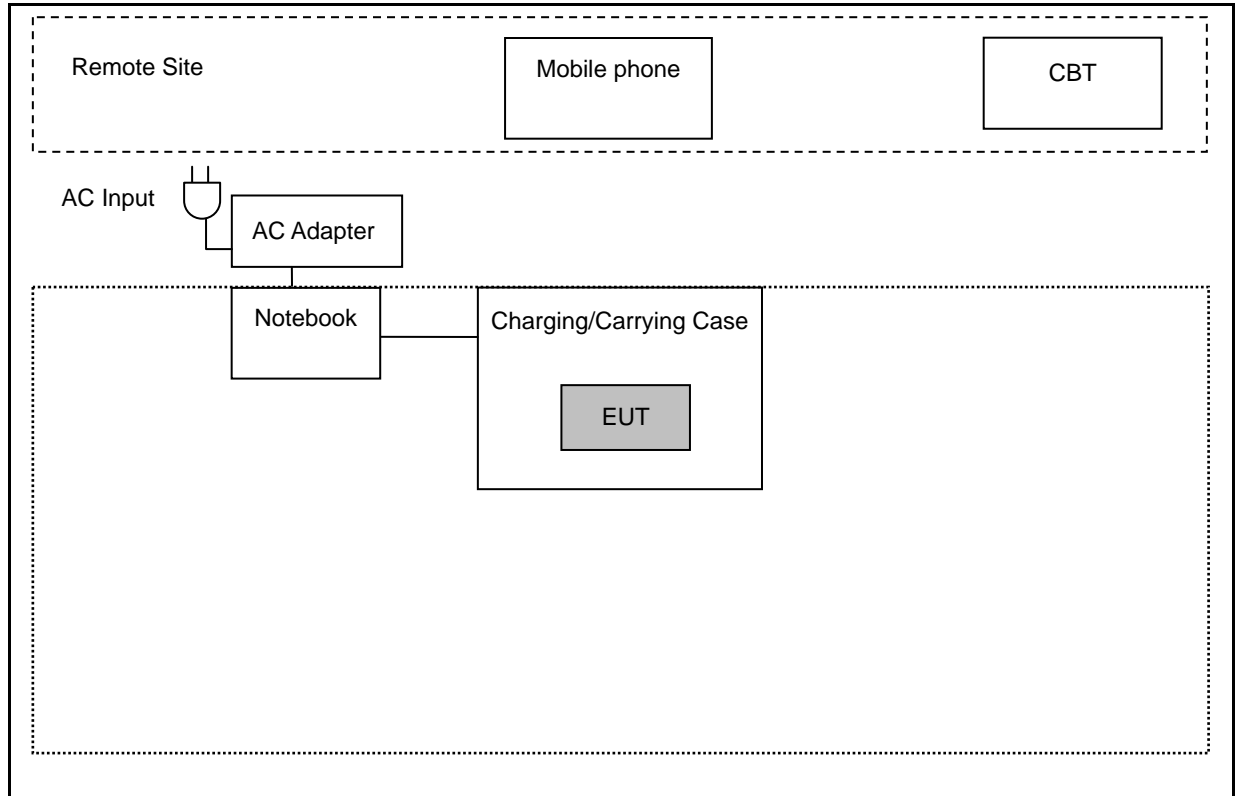 Remote Site
Mobile phone
CBT
AC Input
AC Adapter
Notebook
Charging/Carrying Case
EUT